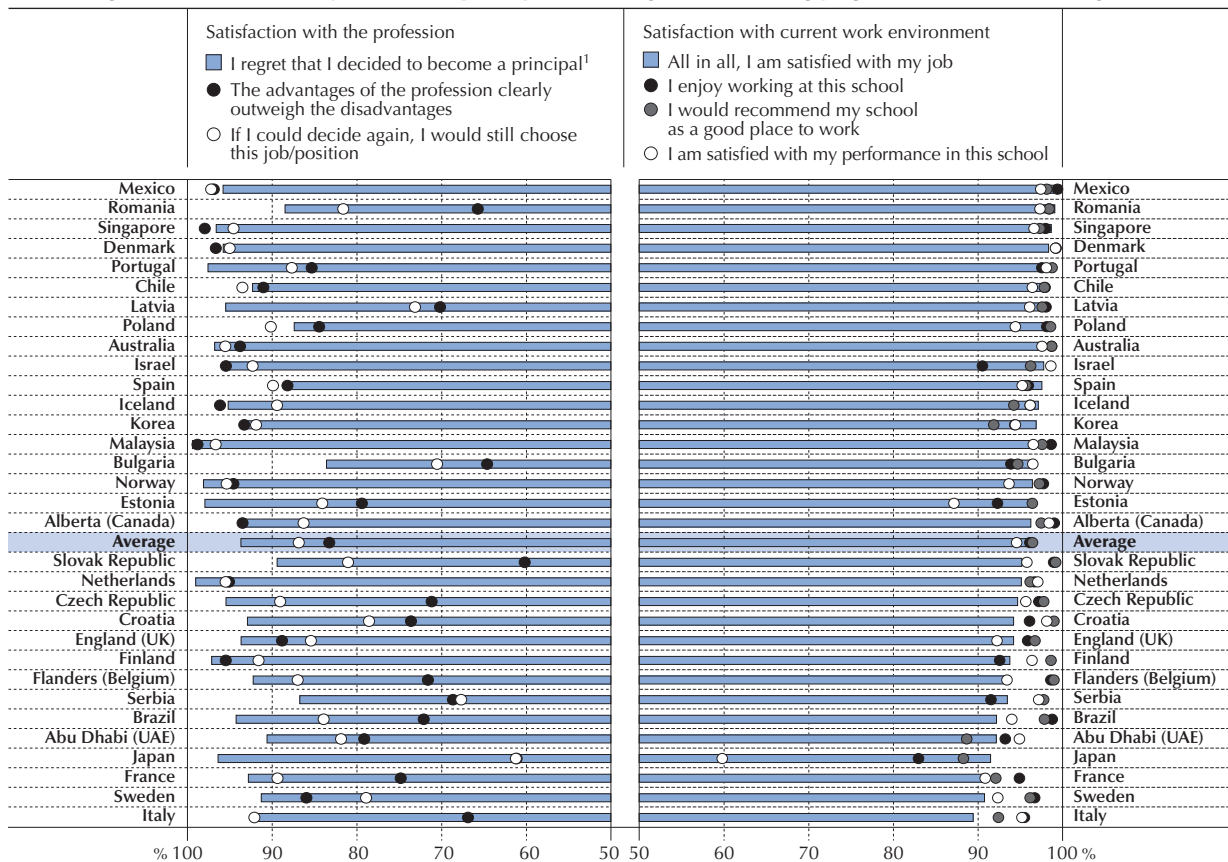 Satisfaction with the profession
I regret that I decided to become a principal¹
The advantages of the profession clearly
outweigh the disadvantages
If I could decide again, I would still choose
this job/position
Satisfaction with current work environment
All in all, I am satisfied with my job
I enjoy working at this school
I would recommend my school
as a good place to work
I am satisfied with my performance in this school
Mexico Mexico
Romania Romania
Singapore Singapore
Denmark Denmark
Portugal Portugal
Chile Chile
Latvia Latvia
Poland Poland
Australia Australia
Israel Israel
Spain Spain
Iceland Iceland
Korea Korea
Malaysia Malaysia
Bulgaria Bulgaria
Norway Norway
Estonia Estonia
Alberta (Canada) Alberta (Canada)
Average Average
Slovak Republic Slovak Republic
Netherlands Netherlands
Czech Republic Czech Republic
Croatia Croatia
England (UK) England (UK)
Finland Finland
Flanders (Belgium) Flanders (Belgium)
Serbia Serbia
Brazil Brazil
Abu Dhabi (UAE) Abu Dhabi (UAE)
Japan Japan
France France
Sweden Sweden
Italy Italy
% 100 90 80 70 60 50 50 60 70 80 90 100 %